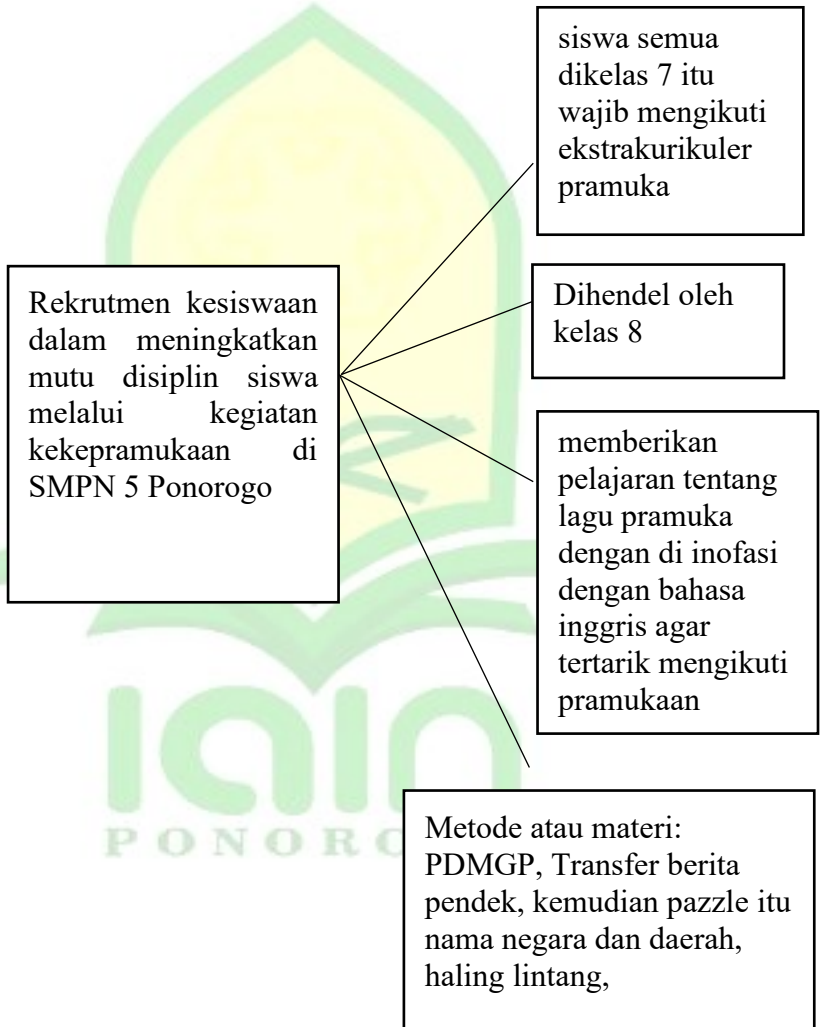 siswa semua
dikelas 7 itu
wajib mengikuti
ekstrakurikuler
pramuka
Rekrutmen kesiswaan
dalam meningkatkan
mutu disiplin siswa
melalui kegiatan
kekepramukaan di
SMPN 5 Ponorogo
Dihendel oleh
kelas 8
memberikan
pelajaran tentang
lagu pramuka
dengan di inofasi
dengan bahasa
inggris agar
tertarik mengikuti
pramukaan
Metode atau materi:
PDMGP, Transfer berita
pendek, kemudian pazzle itu
nama negara dan daerah,
haling lintang,
iain